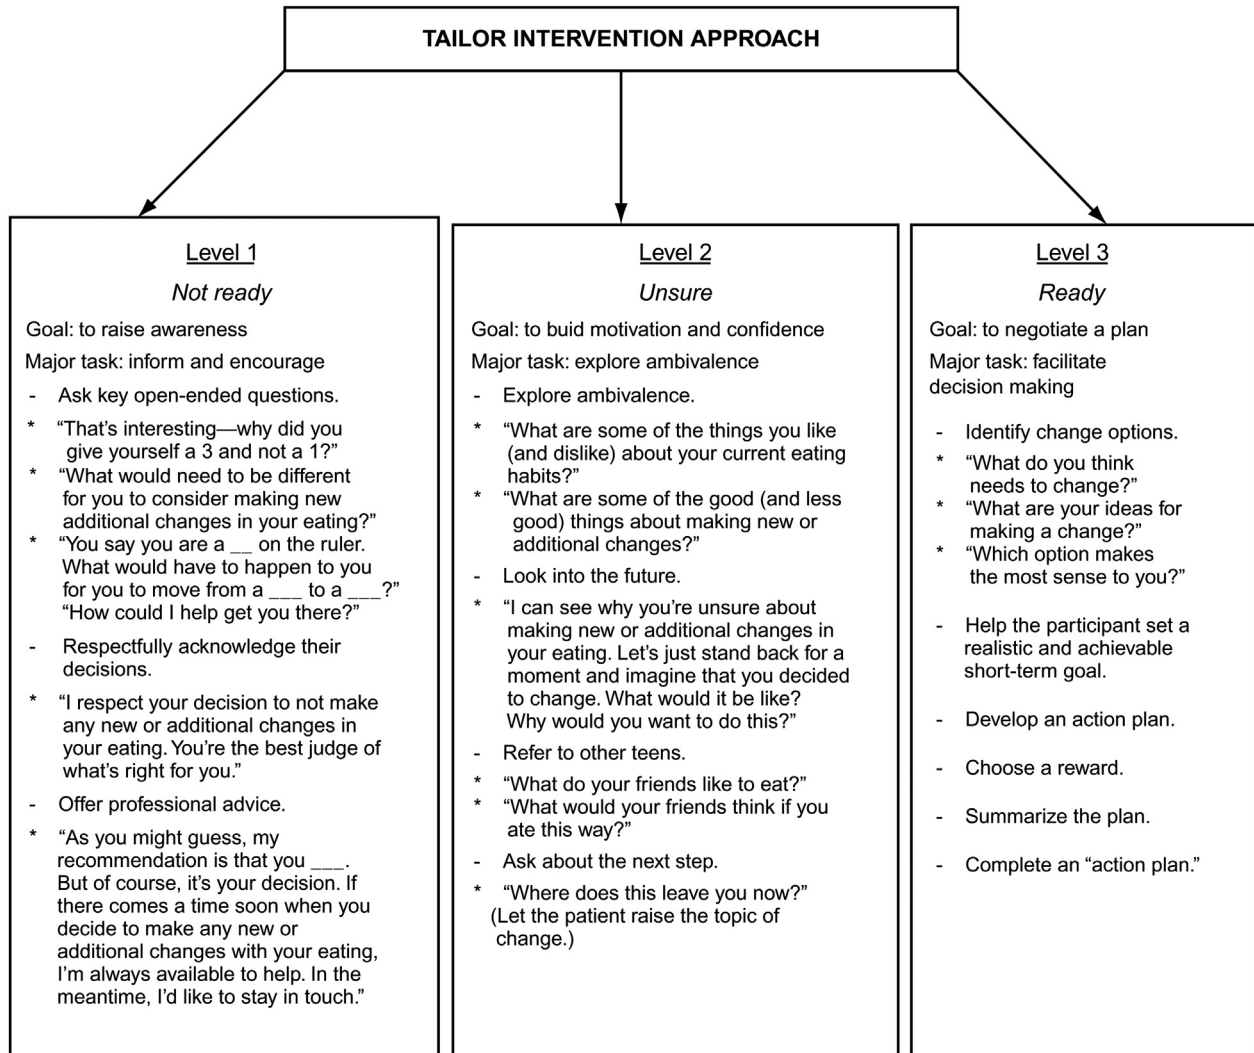 TAILOR INTERVENTION APPROACH
Level 1
Not ready
Goal: to raise awareness
Major task: inform and encourage
- Ask key open-ended questions.
* “That’s interesting—why did you
give yourself a 3 and not a 1?”
* “What would need to be different
for you to consider making new
additional changes in your eating?”
* “You say you are a __ on the ruler.
What would have to happen to you
for you to move from a ___ to a ___?”
“How could I help get you there?”
- Respectfully acknowledge their
decisions.
* “I respect your decision to not make
any new or additional changes in
your eating. You’re the best judge of
what’s right for you.”
- Offer professional advice.
* “As you might guess, my
recommendation is that you ___.
But of course, it’s your decision. If
there comes a time soon when you
decide to make any new or
additional changes with your eating,
I’m always available to help. In the
meantime, I’d like to stay in touch.”
Level 2
Unsure
Goal: to buid motivation and confidence
Major task: explore ambivalence
- Explore ambivalence.
* “What are some of the things you like
(and dislike) about your current eating
habits?”
* “What are some of the good (and less
good) things about making new or
additional changes?”
- Look into the future.
* “I can see why you’re unsure about
making new or additional changes in
your eating. Let’s just stand back for a
moment and imagine that you decided
to change. What would it be like?
Why would you want to do this?”
- Refer to other teens.
* “What do your friends like to eat?”
* “What would your friends think if you
ate this way?”
- Ask about the next step.
* “Where does this leave you now?”
(Let the patient raise the topic of
change.)
Level 3
Ready
Goal: to negotiate a plan
Major task: facilitate
decision making
- Identify change options.
* “What do you think
needs to change?”
* “What are your ideas for
making a change?”
* “Which option makes
the most sense to you?”
- Help the participant set a
realistic and achievable
short-term goal.
- Develop an action plan.
- Choose a reward.
- Summarize the plan.
- Complete an “action plan.”